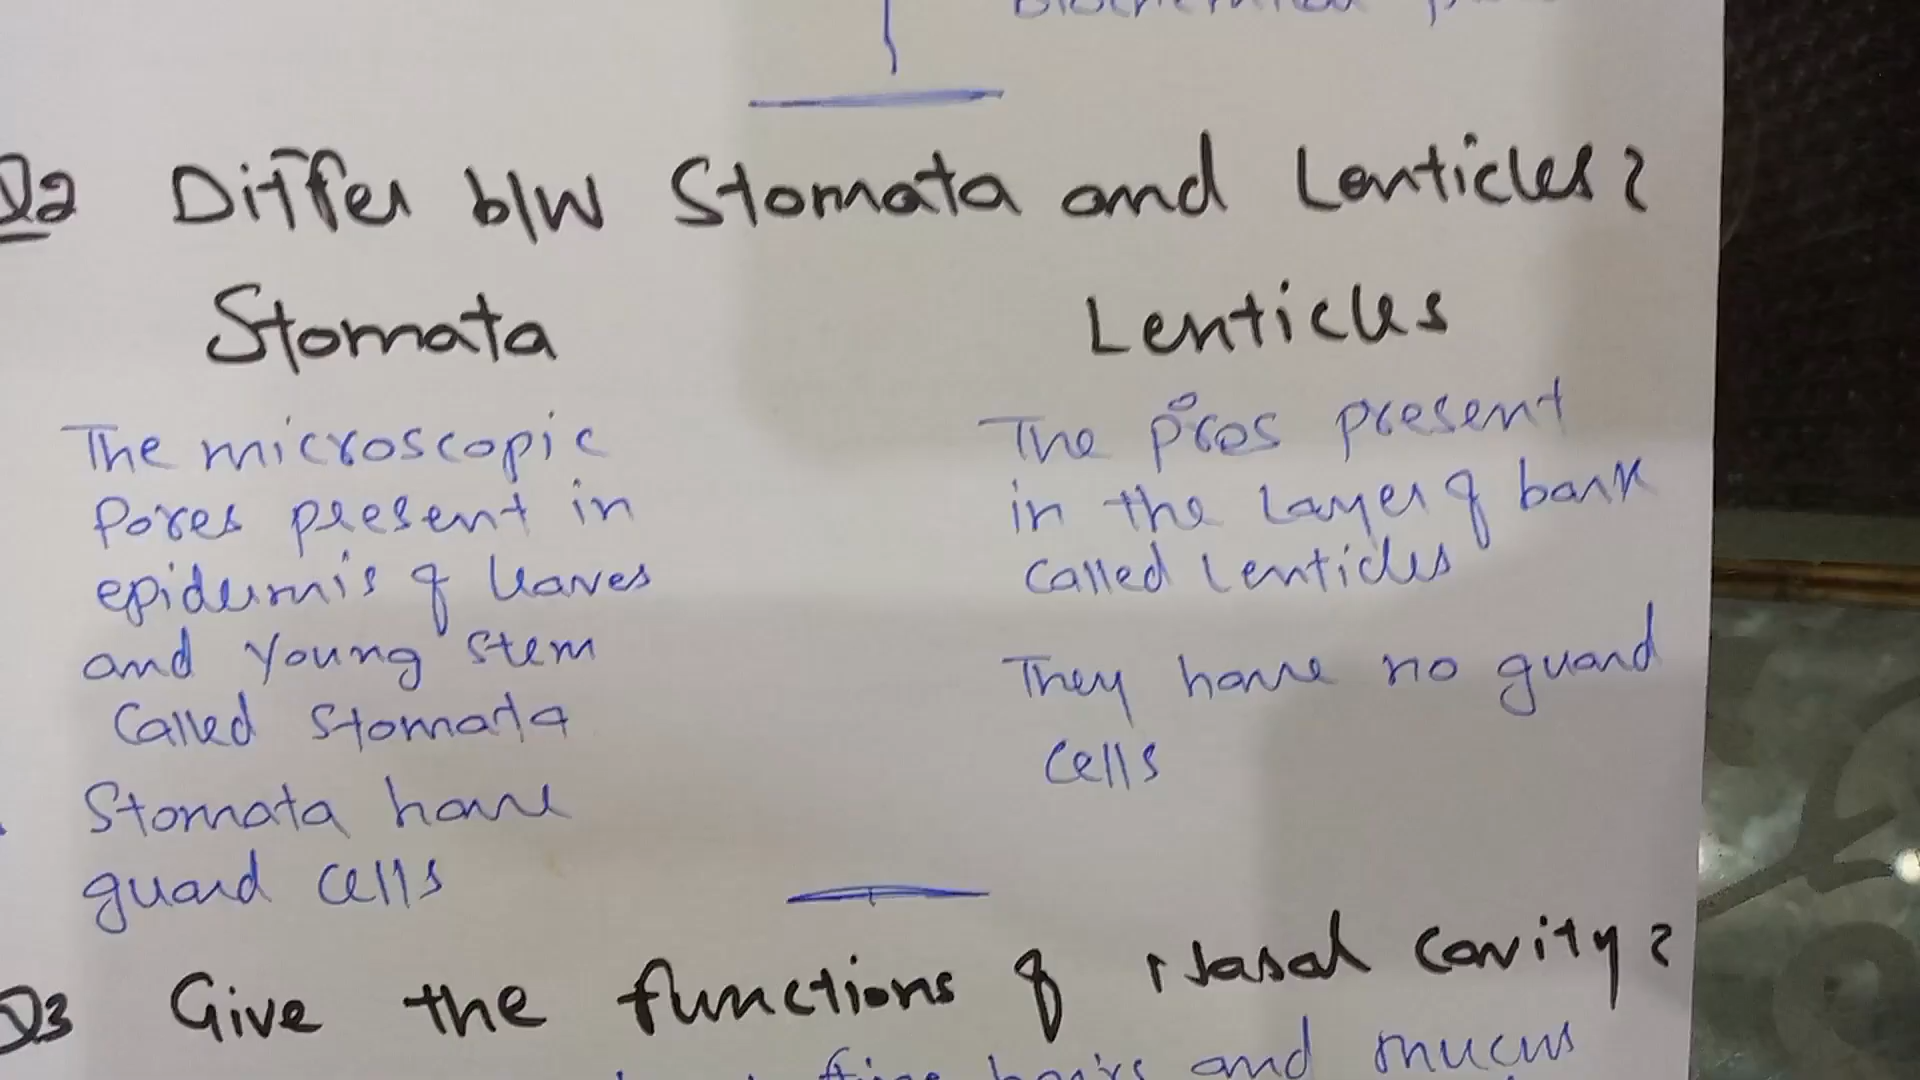 Q2 Differ b/w Stomata and Lenticles?
Stomata
Lenticles
The microscopic
Pores present in
epidermis of leaves
and young stem
Called Stomata
Stomata have
guard cells
The pores present
in the Layer of bark
Called Lenticles
They have no guard
cells
Q3 Give the functions of Nasal cavity?
hairs and mucus